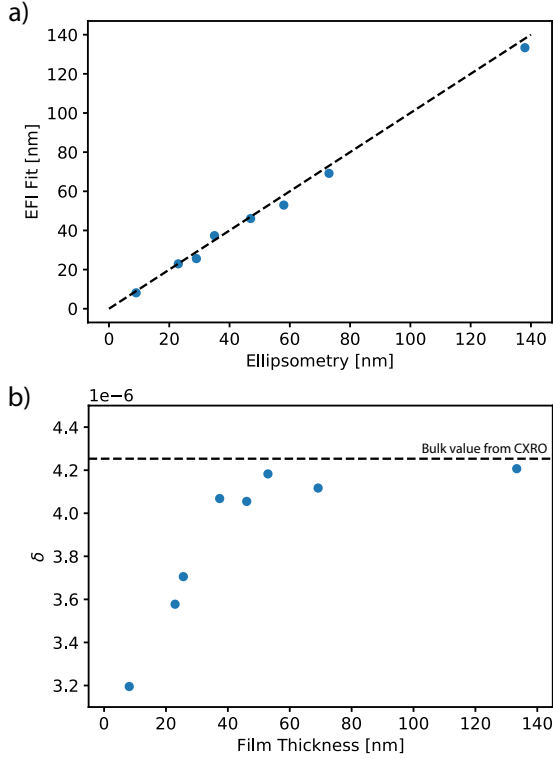 a)
140
120
100
80
60
40
20
0
EFI Fit [nm]
0 20 40 60 80 100 120 140
Ellipsometry [nm]
b)
1e−6
4.4
4.2
4.0
3.8
3.6
3.4
3.2
δ
Bulk value from CXRO
0 20 40 60 80 100 120 140
Film Thickness [nm]